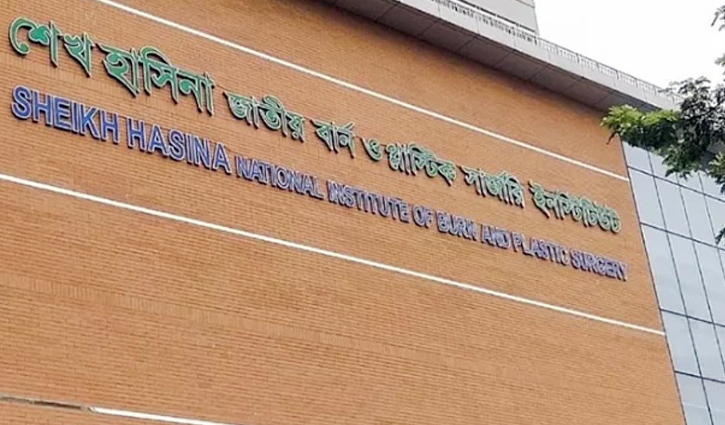 শেখ হাসিনা জাতীয় বার্ন ও প্লাস্টিক সার্জারি ইনস্টিটিউট
SHEIKH HASINA NATIONAL INSTITUTE OF BURN AND PLASTIC SURGERY